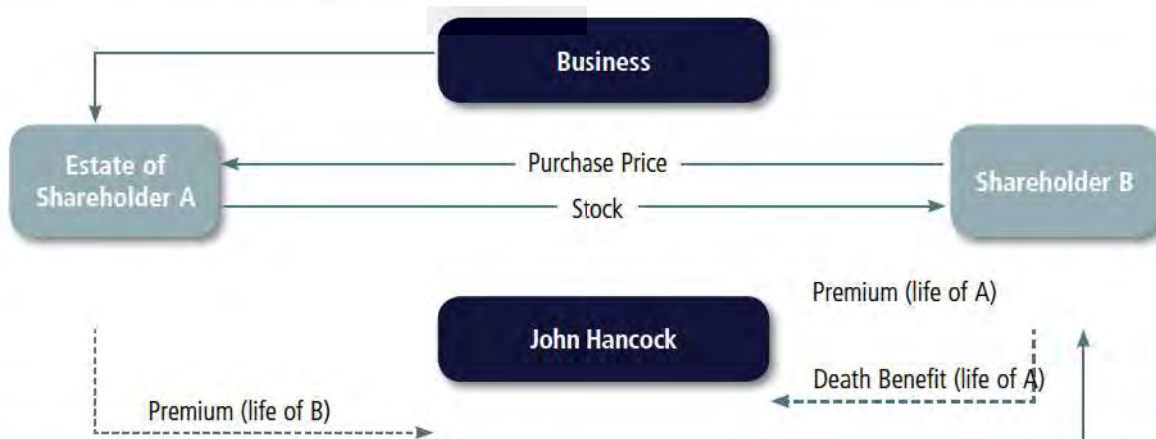 Business
Estate of
Shareholder A
Purchase Price
Shareholder B
Stock
Premium (life of A)
John Hancock
Death Benefit (life of A)
Premium (life of B)